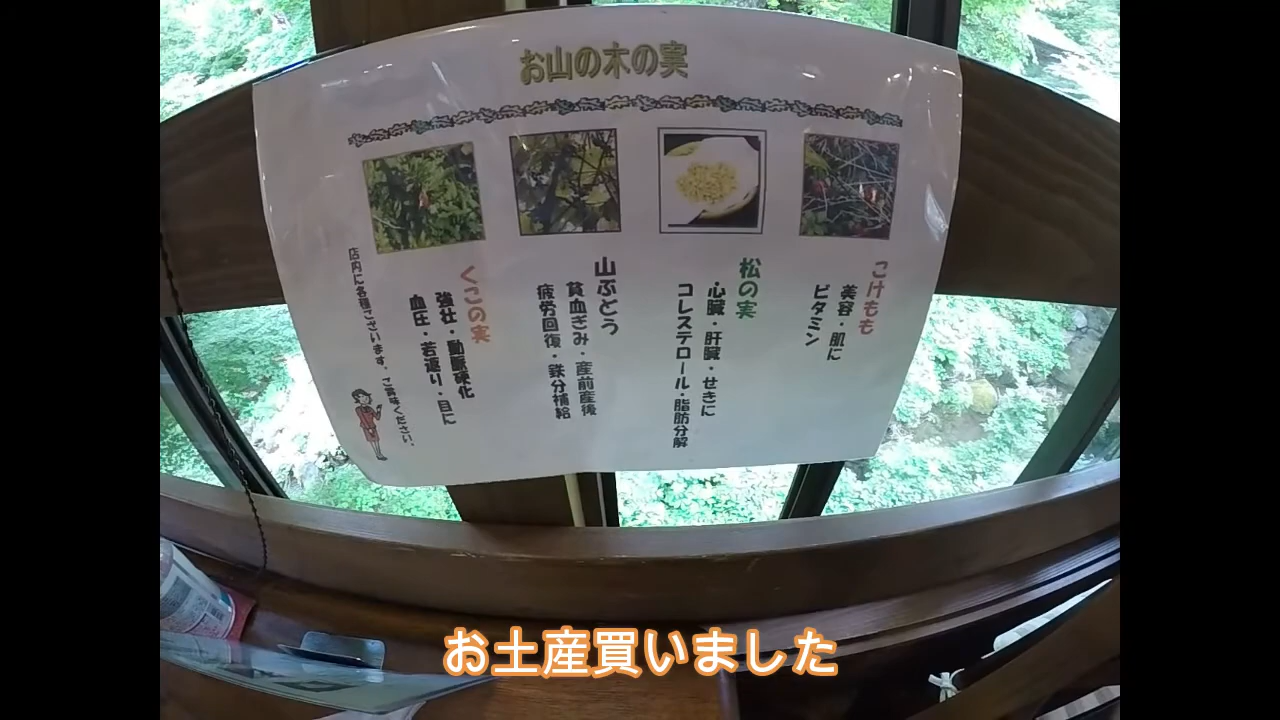 お山の木の実
こけもも
美容・肌に
ビタミン
松の実
心臓・肝臓・せきに
コレステロール・脂肪分解
山ぶどう
貧血ぎみ・産前産後
疲労回復・鉄分補給
くこの実
強壮・動脈硬化
血圧・若返り・目に
店内に各種ございます。ご賞味ください。
お土産買いました